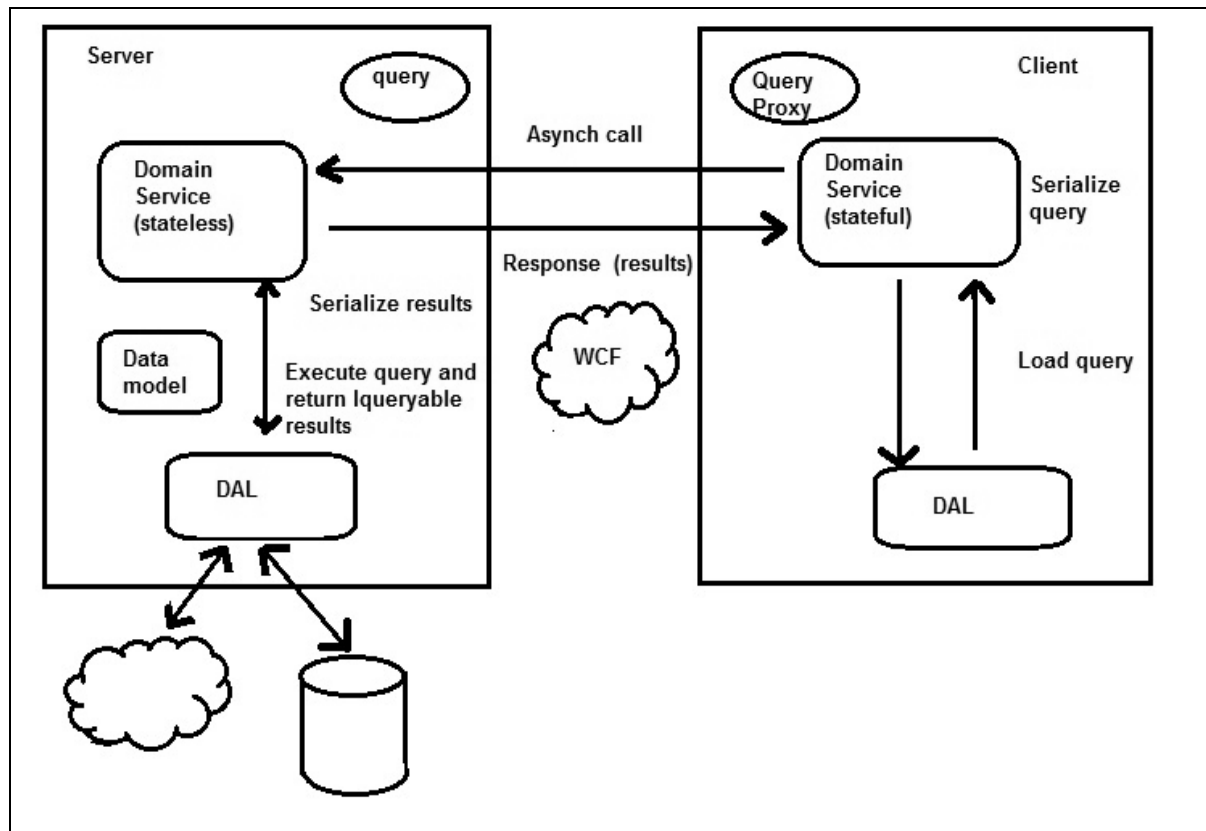 Server
query
Domain
Service
(stateless)
Serialize results
Data
model
Execute query and
return Iqueryable
results
DAL
Asynch call
Response (results)
WCF
Client
Query
Proxy
Domain
Service
(stateful)
Serialize
query
Load query
DAL